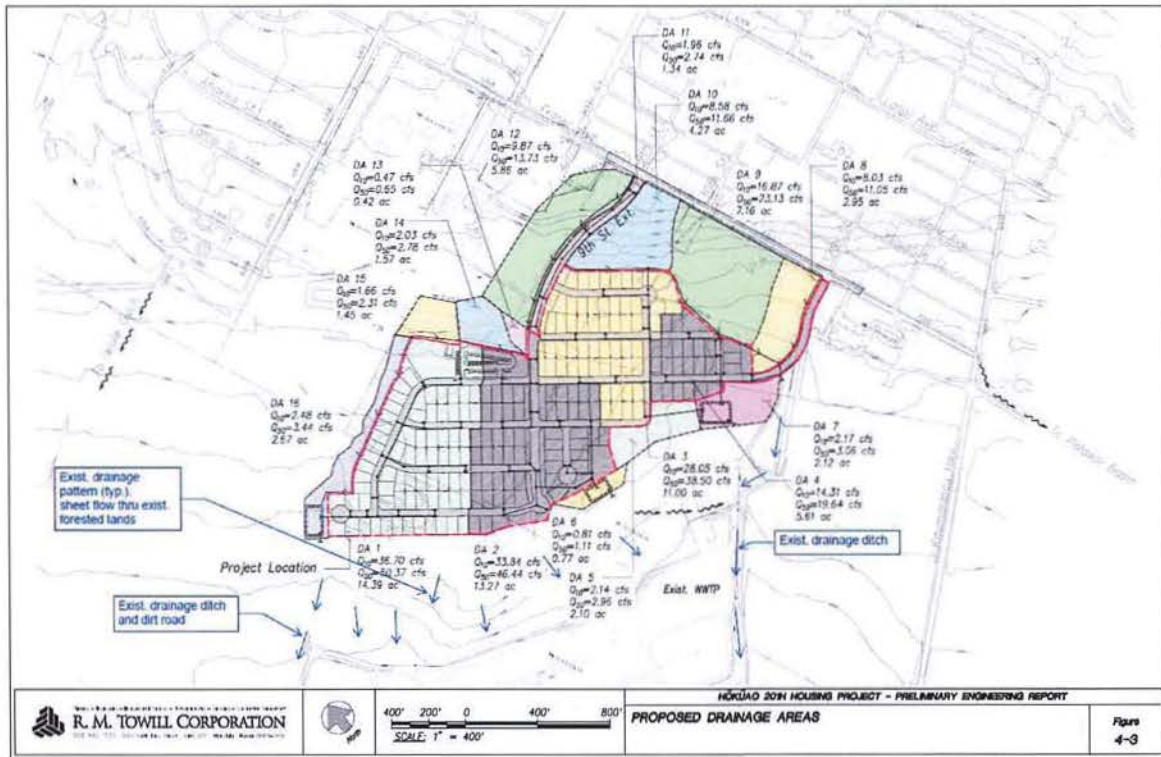 DA 11
Q10=1.96 cfs
Q50=2.74 cfs
1.34 ac
DA 10
Q10=8.58 cfs
Q50=11.66 cfs
4.27 ac
DA 12
Q10=9.87 cfs
Q50=13.73 cfs
5.86 ac
DA 13
Q10=0.47 cfs
Q50=0.65 cfs
0.42 ac
DA 9
Q10=16.87 cfs
Q50=23.13 cfs
7.16 ac
DA 8
Q10=8.03 cfs
Q50=11.05 cfs
2.95 ac
DA 14
Q10=2.03 cfs
Q50=2.78 cfs
1.57 ac
9th St. Ext.
DA 15
Q10=1.66 cfs
Q50=2.31 cfs
1.45 ac
DA 16
Q10=2.48 cfs
Q50=3.44 cfs
2.67 ac
DA 7
Q10=2.17 cfs
Q50=3.06 cfs
2.12 ac
DA 3
Q10=28.05 cfs
Q50=38.50 cfs
11.00 ac
DA 4
Q10=14.31 cfs
Q50=19.64 cfs
5.61 ac
Exist. drainage
pattern (typ.).
sheet flow thru exist.
forested lands
DA 6
Q10=0.81 cfs
Q50=1.11 cfs
0.77 ac
Exist. drainage ditch
Project Location
DA 1
Q10=36.70 cfs
Q50=50.37 cfs
14.39 ac
DA 2
Q10=33.84 cfs
Q50=46.44 cfs
13.27 ac
DA 5
Q10=2.14 cfs
Q50=2.96 cfs
2.10 ac
Exist. WWTP
Exist. drainage ditch
and dirt road
HŌKŪAO 201H HOUSING PROJECT - PRELIMINARY ENGINEERING REPORT
R. M. TOWILL CORPORATION
North
400' 200' 0 400' 800'
SCALE: 1" = 400'
PROPOSED DRAINAGE AREAS
Figure
4-3